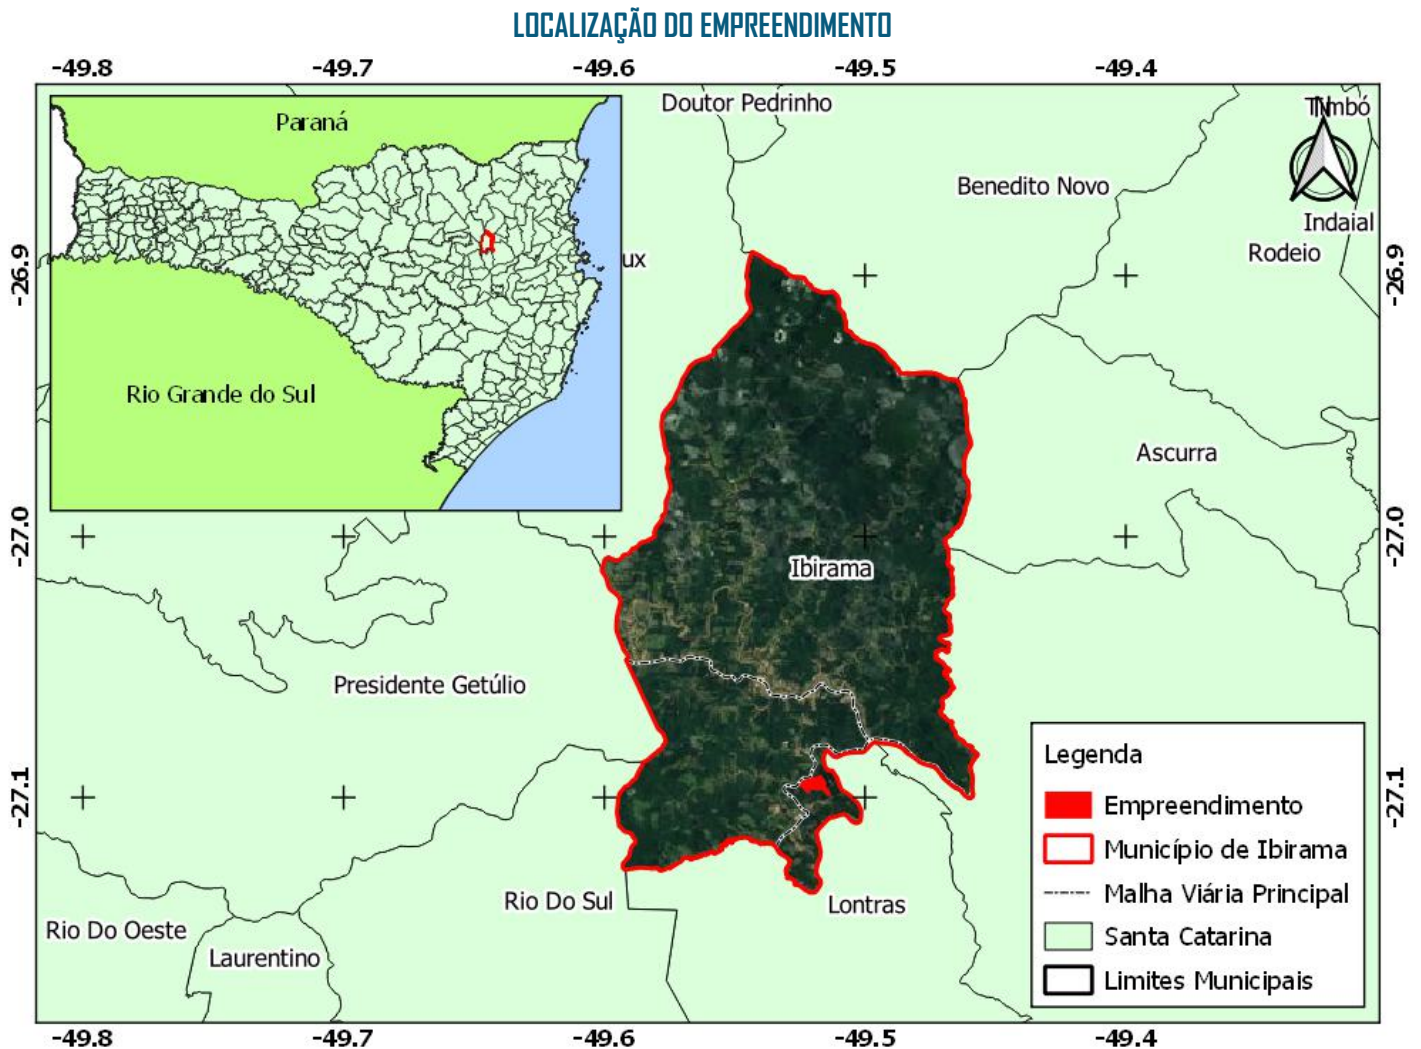 LOCALIZAÇÃO DO EMPREENDIMENTO
-49.8 -49.7 -49.6 -49.5 -49.4
Doutor Pedrinho
Timbó
Paraná
Benedito Novo
Indaial
Rodeio
ux
-26.9
-26.9
Rio Grande do Sul
Ascurra
-27.0
-27.0
Ibirama
Presidente Getúlio
-27.1
-27.1
Legenda
Empreendimento
Município de Ibirama
Malha Viária Principal
Santa Catarina
Limites Municipais
Rio Do Sul
Lontras
Rio Do Oeste
Laurentino
-49.8 -49.7 -49.6 -49.5 -49.4